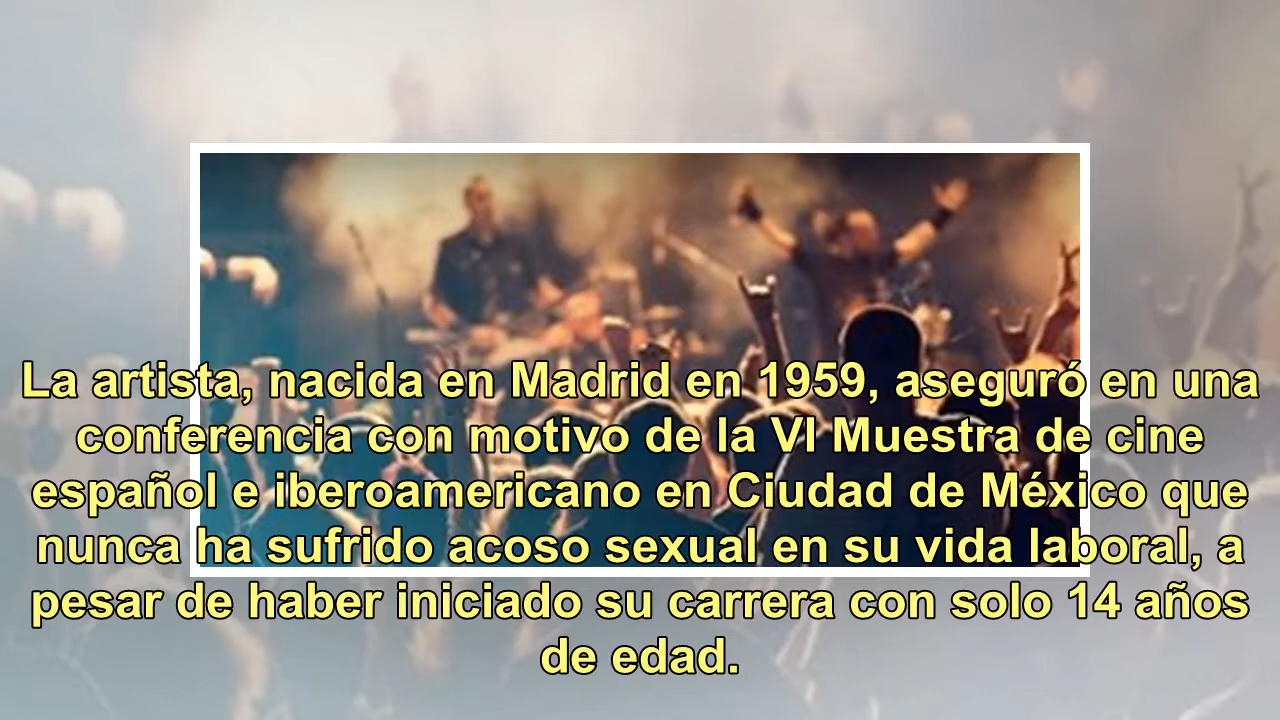 La artista, nacida en Madrid en 1959, aseguró en una
conferencia con motivo de la VI Muestra de cine
español e iberoamericano en Ciudad de México que
nunca ha sufrido acoso sexual en su vida laboral, a
pesar de haber iniciado su carrera con solo 14 años
de edad.